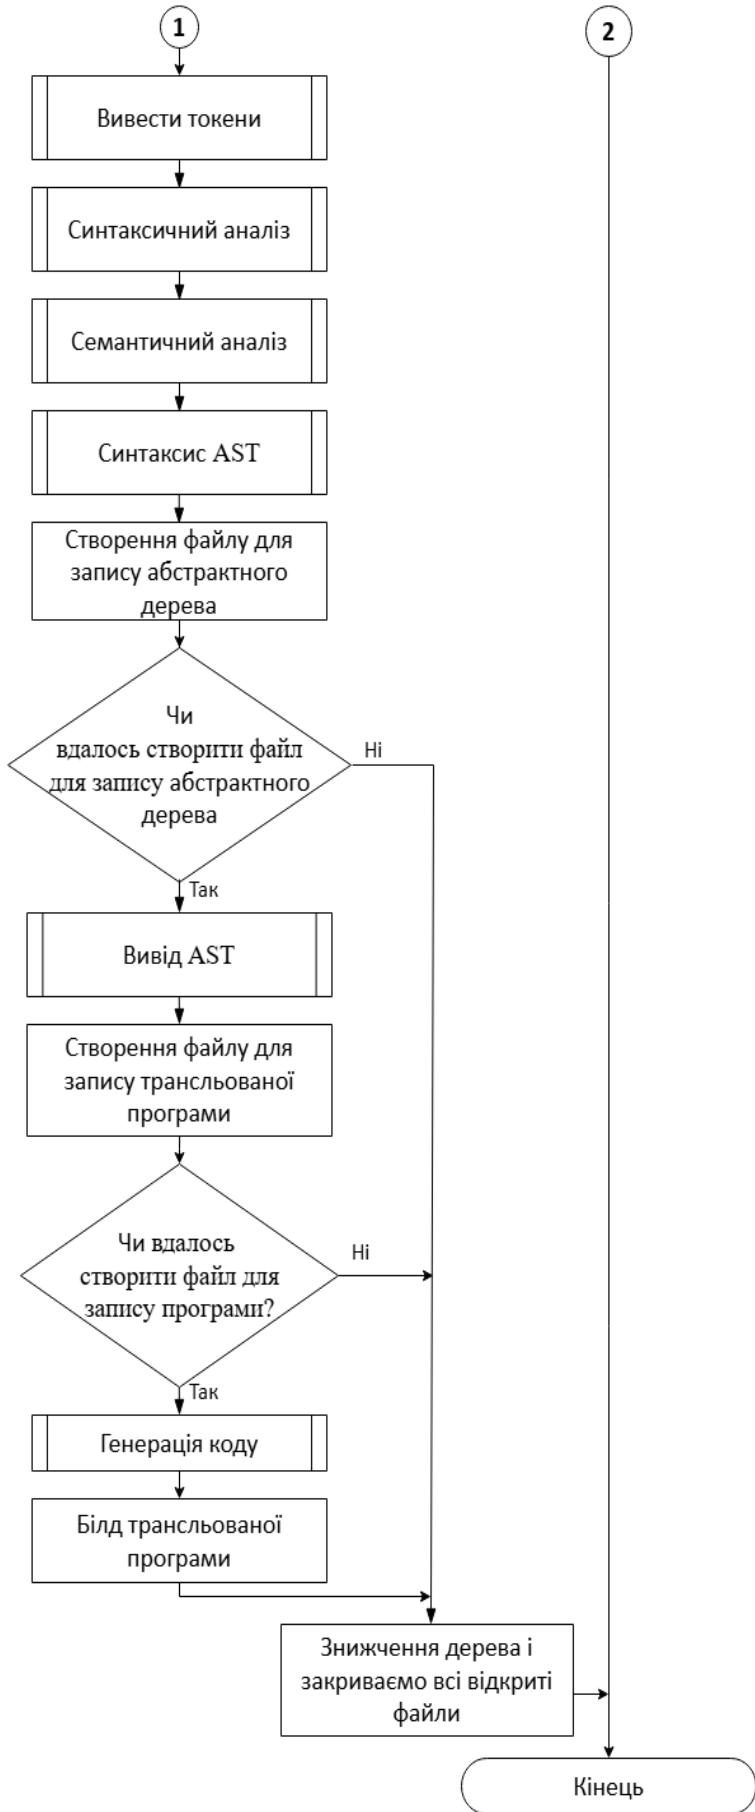 1
2
Вивести токени
Синтаксичний аналіз
Семантичний аналіз
Синтаксис AST
Створення файлу для
запису абстрактного
дерева
Чи
вдалось створити файл
для запису абстрактного
дерева
Ні
Так
Вивід AST
Створення файлу для
запису трансльованої
програми
Чи вдалось
створити файл для
запису програми?
Ні
Так
Генерація коду
Білд трансльованої
програми
Знижчення дерева і
закриваємо всі відкриті
файли
Кінець